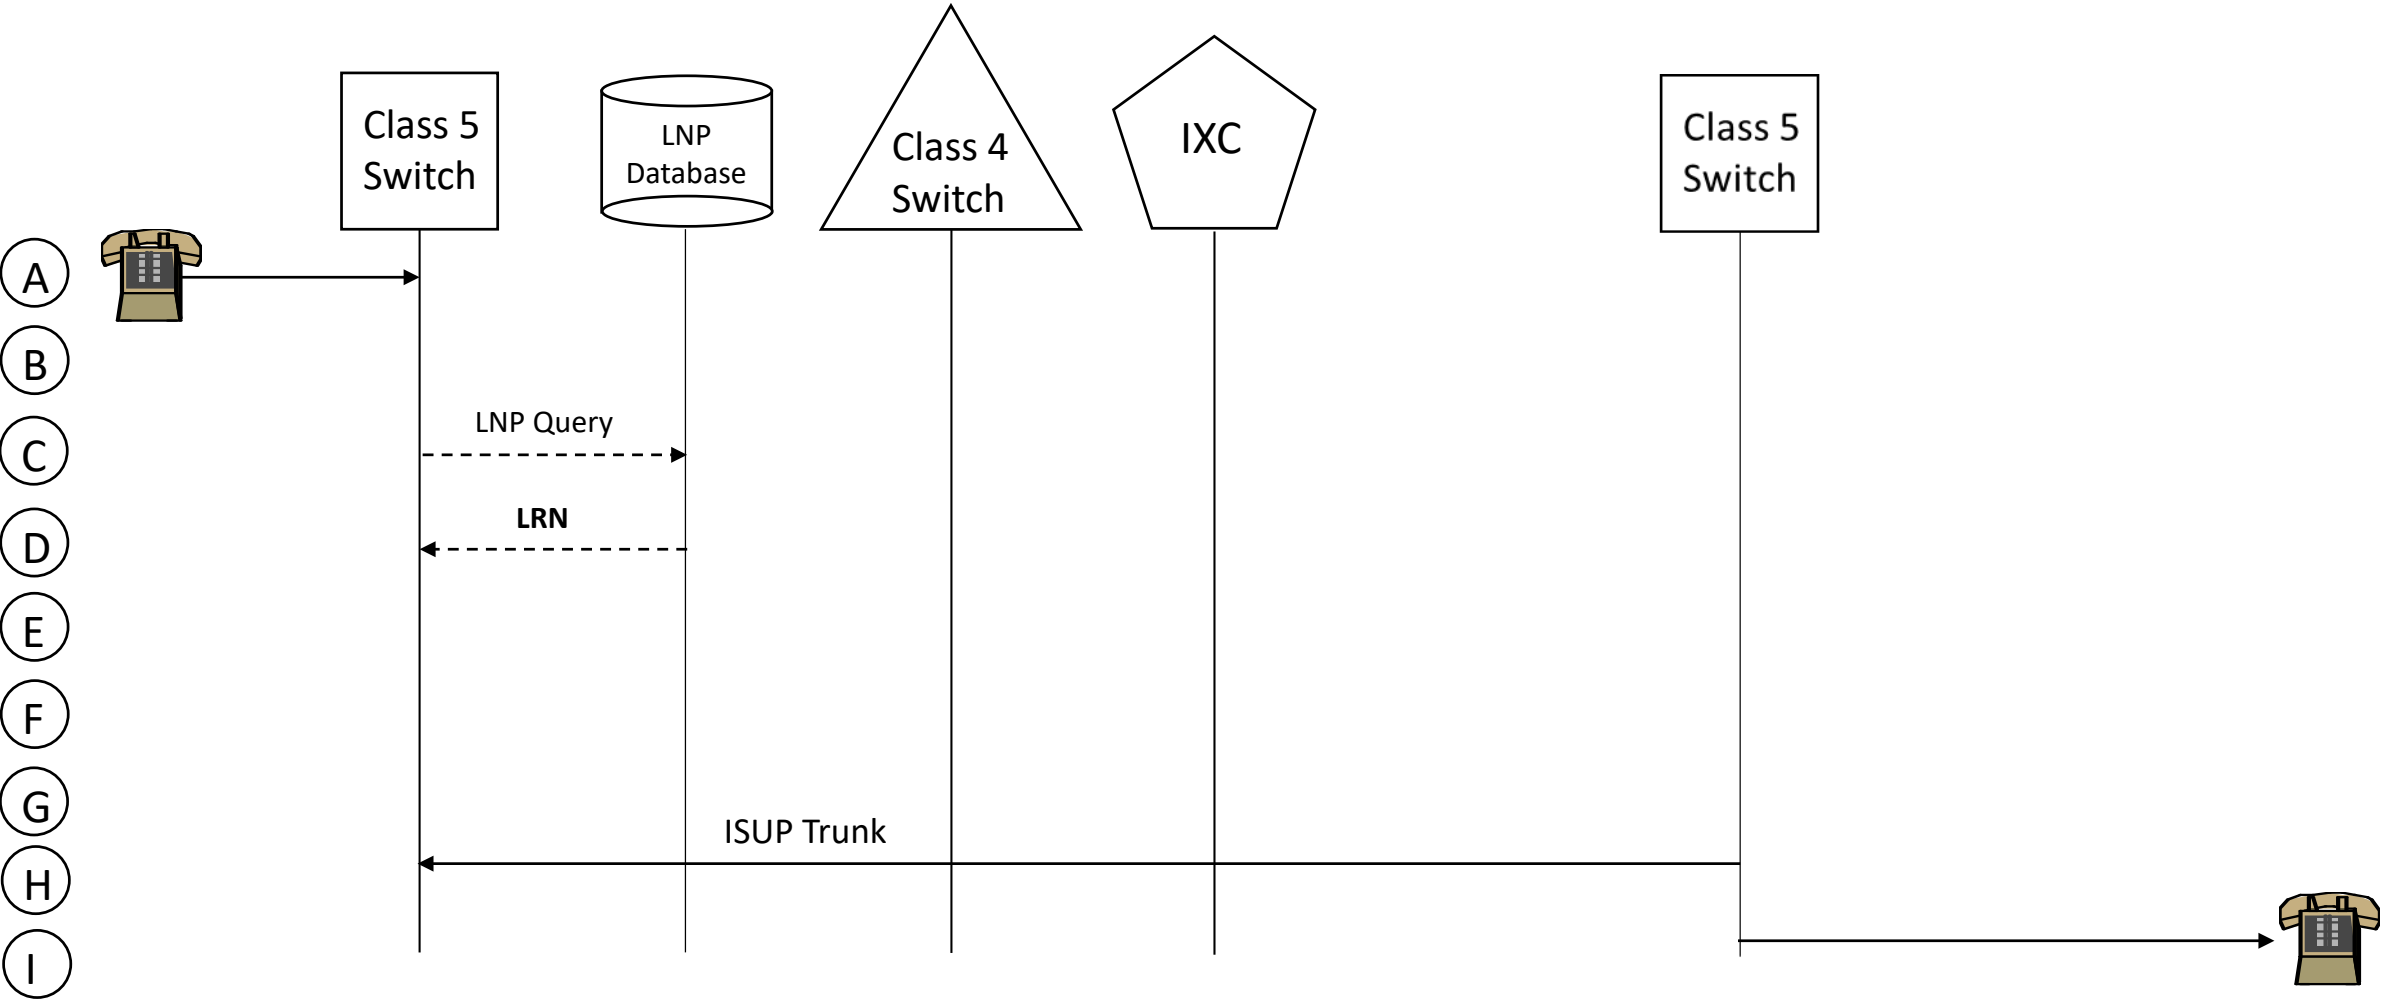 Class 5
Switch
LNP
Database
Class 4
Switch
IXC
Class 5
Switch
A
B
C
LNP Query
D
LRN
E
F
G
ISUP Trunk
H
I